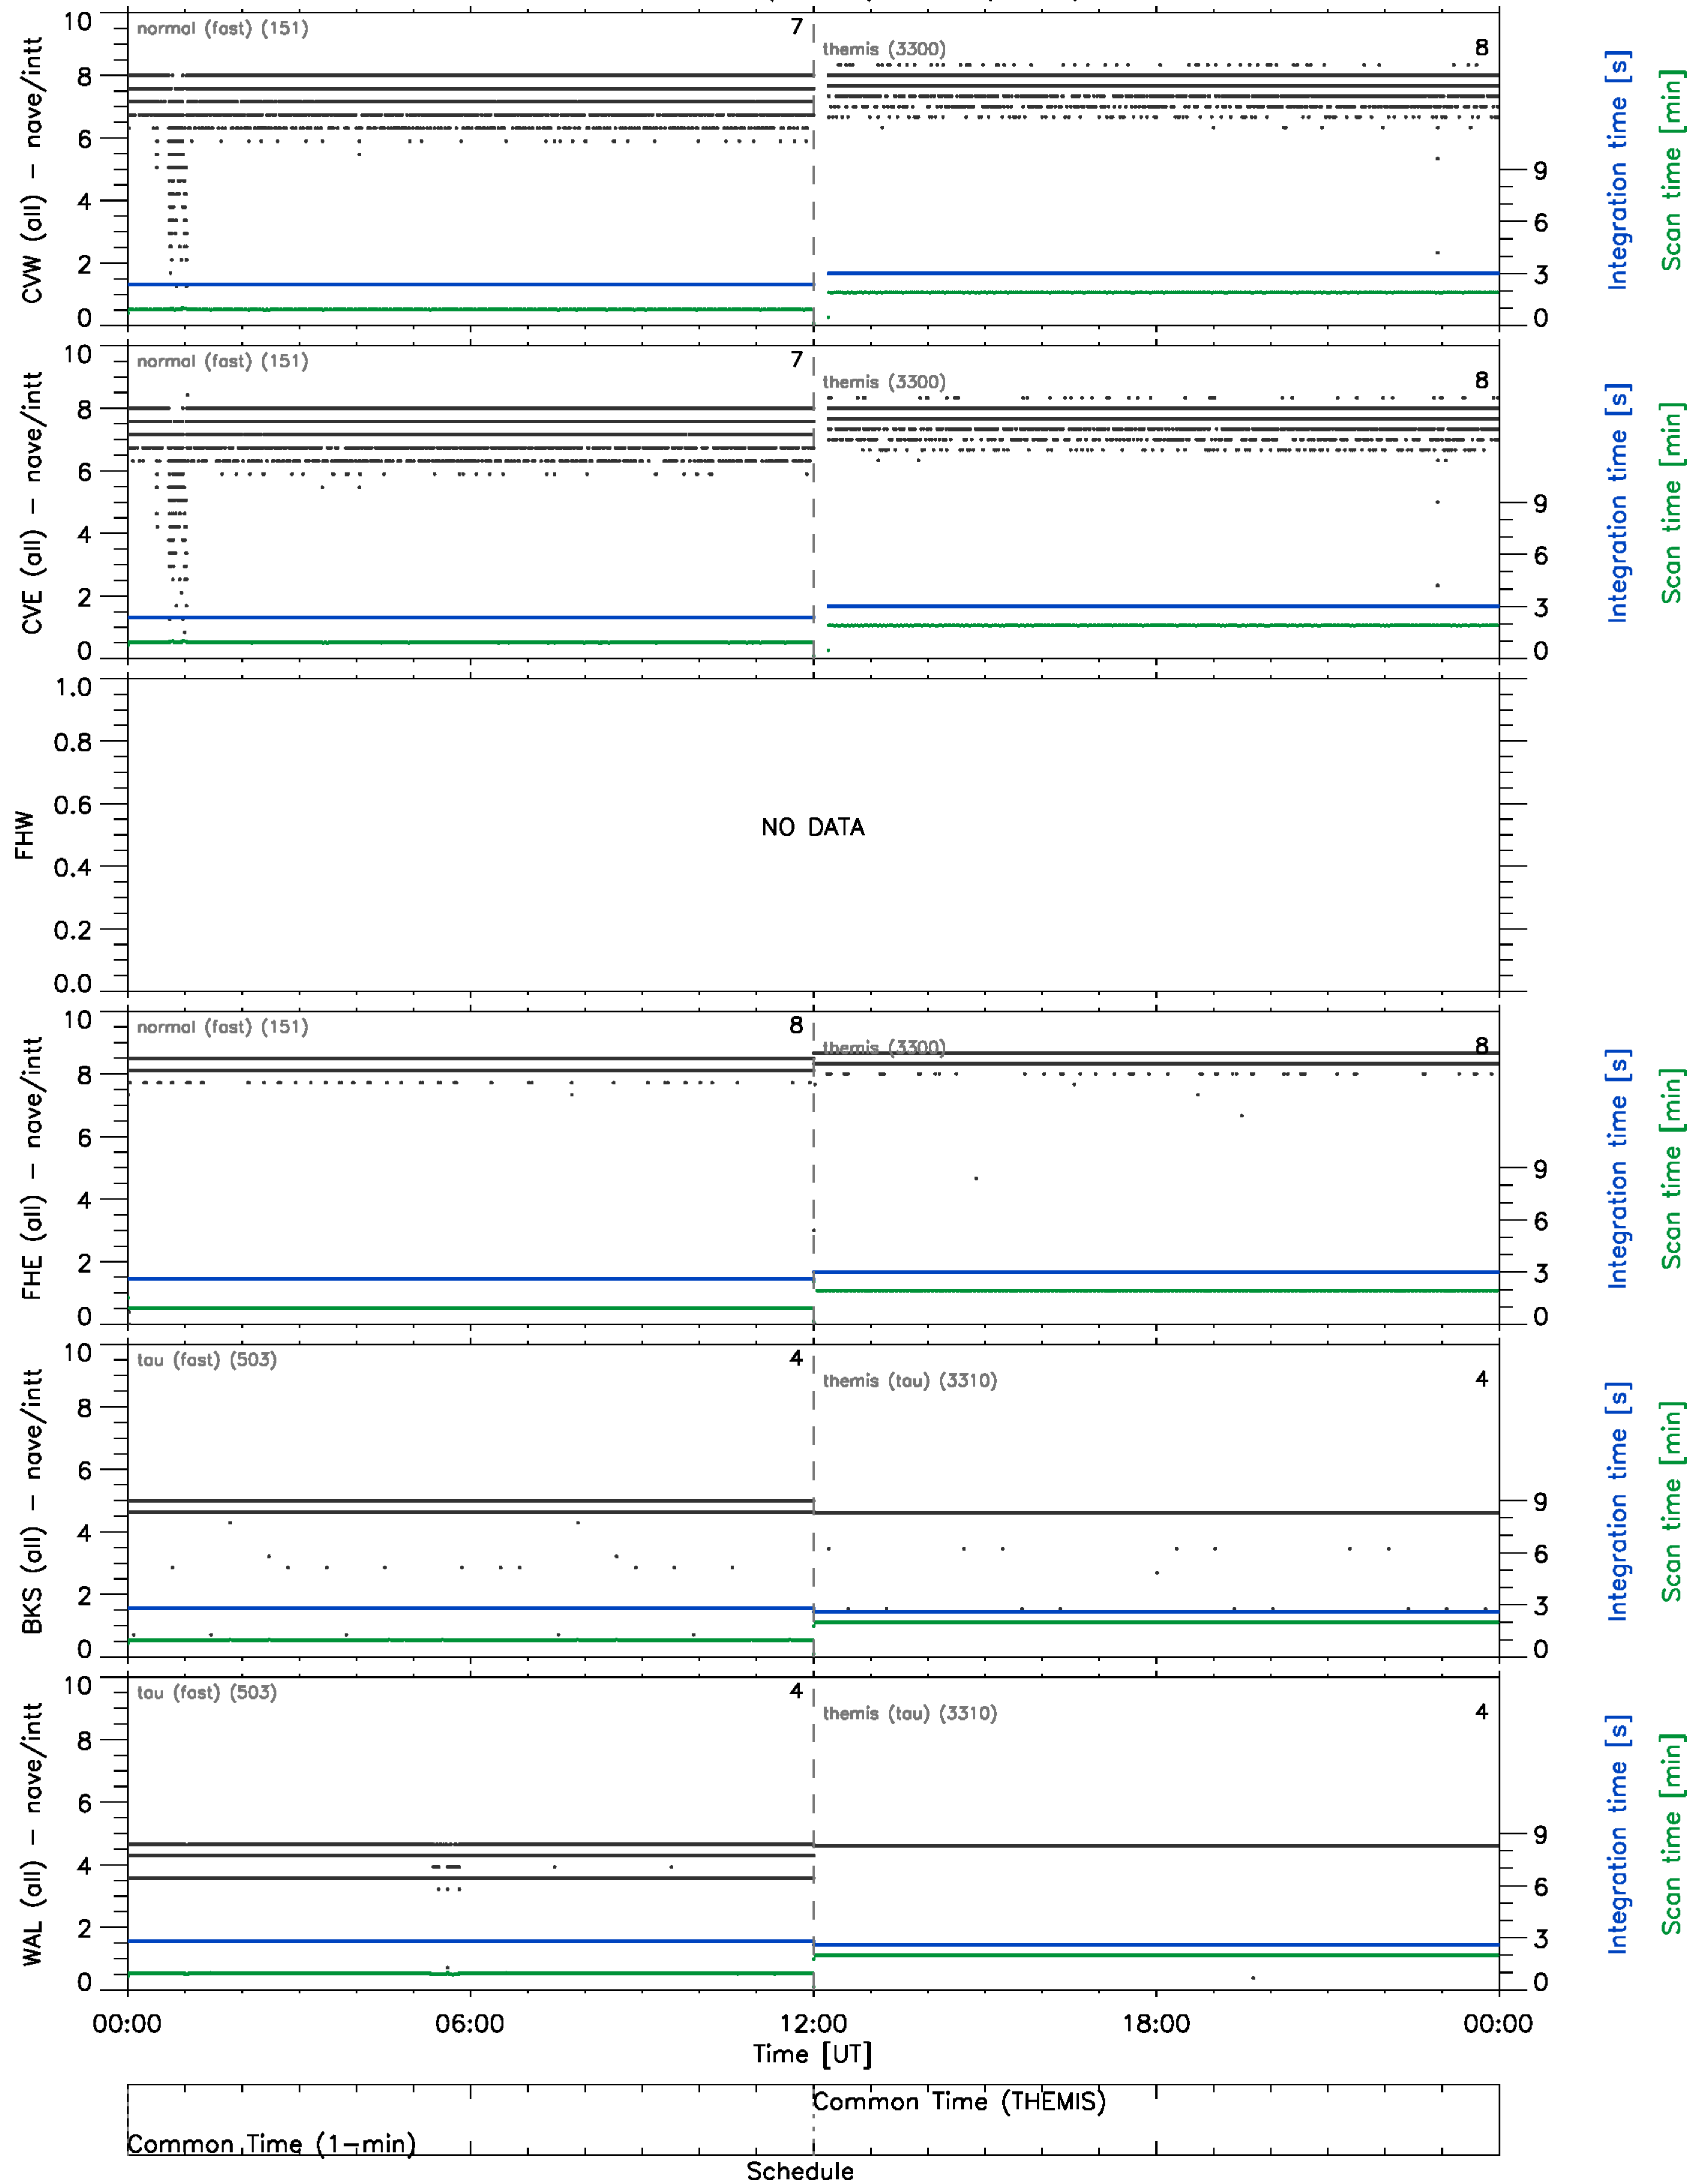 10
normal (fast) (151)
7
themis (3300)
8
8
6
4
2
0
9
6
3
0
CVW (all) − nave/intt
Integration time [s]
Scan time [min]
10
normal (fast) (151)
7
themis (3300)
8
8
6
4
2
0
9
6
3
0
CVE (all) − nave/intt
Integration time [s]
Scan time [min]
1.0
0.8
0.6
0.4
0.2
0.0
FHW
NO DATA
10
normal (fast) (151)
8
themis (3300)
8
8
6
4
2
0
9
6
3
0
FHE (all) − nave/intt
Integration time [s]
Scan time [min]
10
tau (fast) (503)
4
themis (tau) (3310)
4
8
6
4
2
0
9
6
3
0
BKS (all) − nave/intt
Integration time [s]
Scan time [min]
10
tau (fast) (503)
4
themis (tau) (3310)
4
8
6
4
2
0
9
6
3
0
WAL (all) − nave/intt
Integration time [s]
Scan time [min]
00:00 06:00 12:00 18:00 00:00
Time [UT]
Common Time (THEMIS)
Common Time (1−min)
Schedule